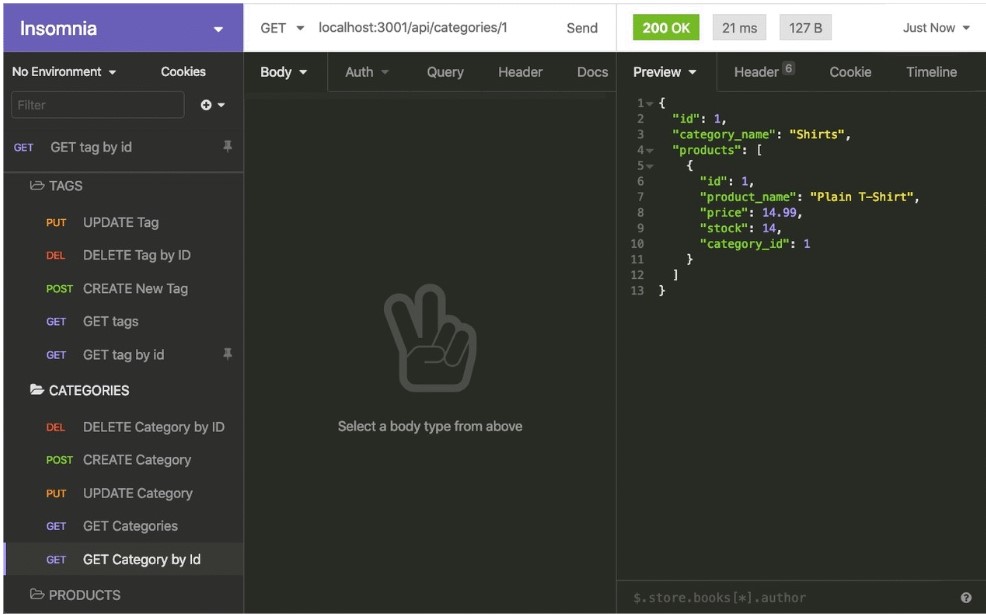 Insomnia
GET localhost:3001/api/categories/1 Send
200 OK 21 ms 127 B Just Now
No Environment Cookies
Body Auth Query Header Docs
Preview Header 6 Cookie Timeline
Filter
GET GET tag by id
TAGS
PUT UPDATE Tag
DEL DELETE Tag by ID
POST CREATE New Tag
GET GET tags
GET GET tag by id
CATEGORIES
DEL DELETE Category by ID
POST CREATE Category
PUT UPDATE Category
GET GET Categories
GET GET Category by Id
PRODUCTS
Select a body type from above
1 {
2 "id": 1,
3 "category_name": "Shirts",
4 "products": [
5 {
6 "id": 1,
7 "product_name": "Plain T-Shirt",
8 "price": 14.99,
9 "stock": 14,
10 "category_id": 1
11 }
12 ]
13 }
$.store.books[*].author ?